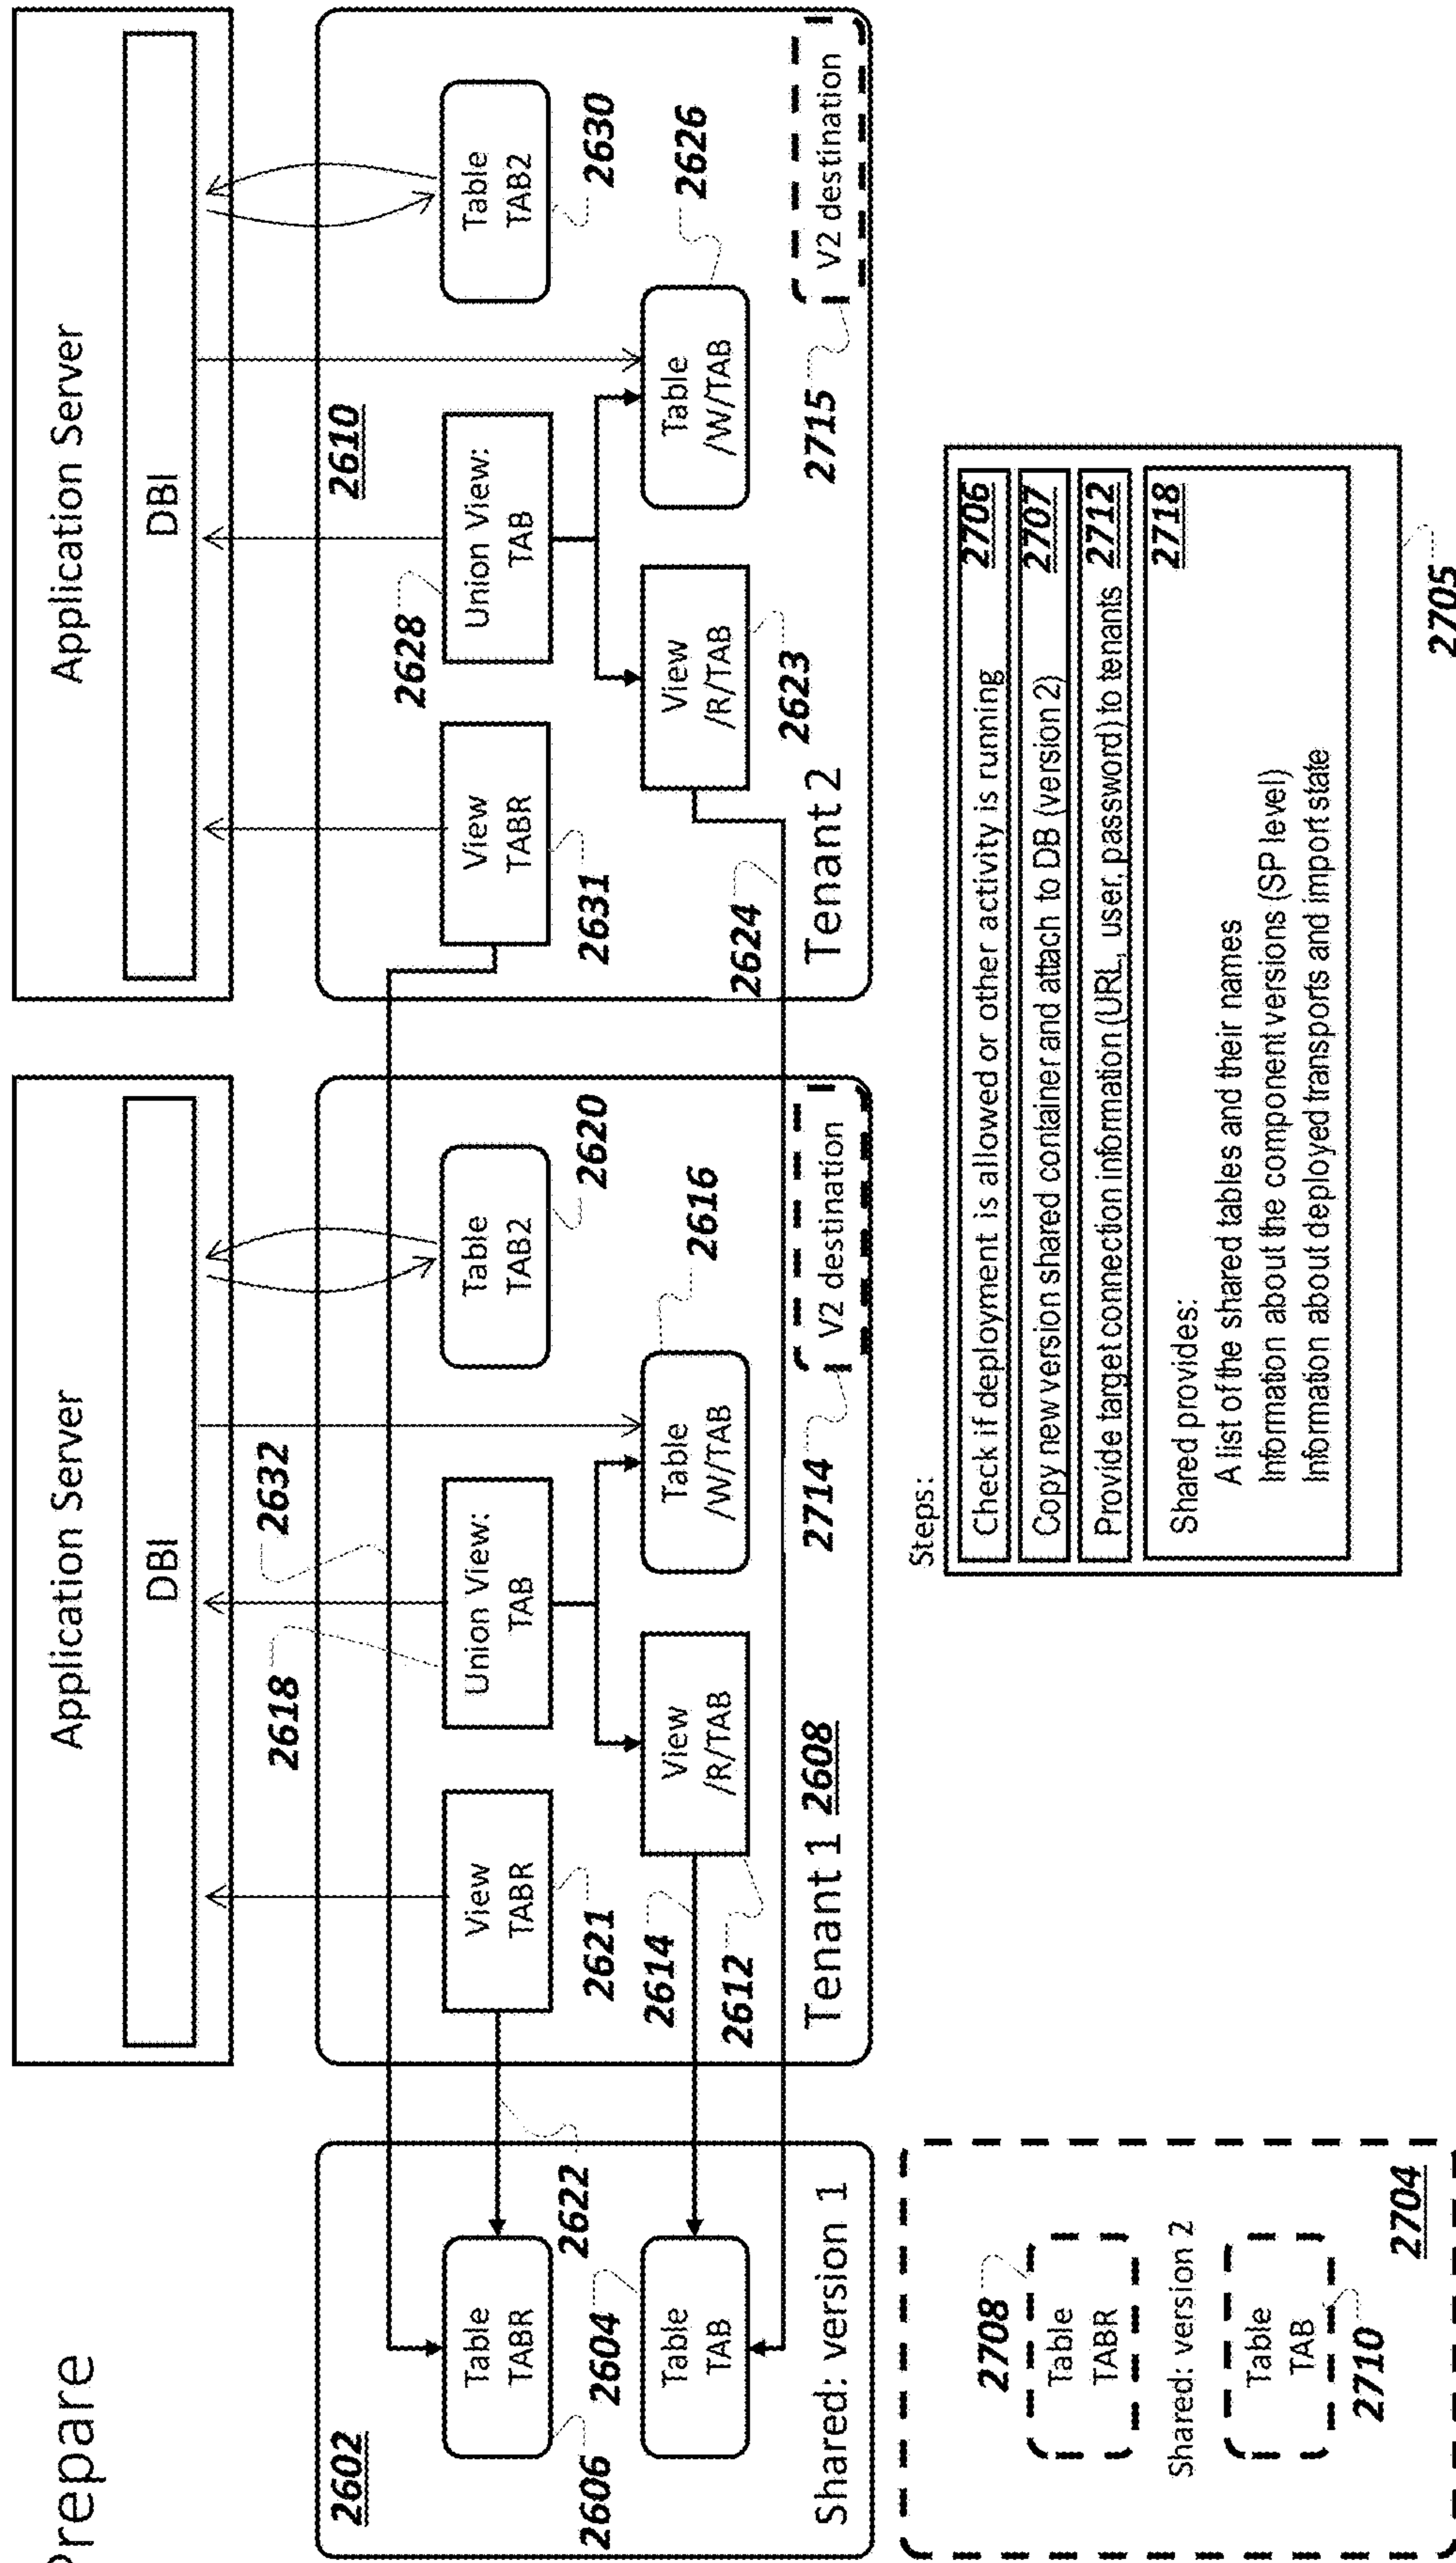 Prepare
Application Server
DBI
Application Server
DBI
2602
Table
TABR
2606
2622
2604
Table
TAB
Shared: version 1
2618
2632
View
TABR
2621
Union View:
TAB
Table
TAB2
2620
2614
2612
View
/R/TAB
Table
/W/TAB
2616
Tenant 1 2608
2714
V2 destination
2610
2628
View
TABR
2631
Union View:
TAB
Table
TAB2
2630
2624
View
/R/TAB
2623
Table
/W/TAB
2626
Tenant 2
2715
V2 destination
2708
Table
TABR
Shared: version 2
Table
TAB
2710
2704
Steps:
Check if deployment is allowed or other activity is running 2706
Copy new version shared container and attach to DB (version 2) 2707
Provide target connection information (URL, user, password) to tenants 2712
Shared provides: 2718
A list of the shared tables and their names
Information about the component versions (SP level)
Information about deployed transports and import state
2705